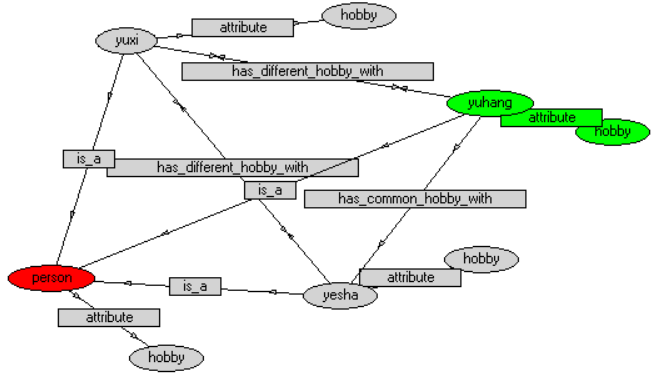 hobby
attribute
yuxi
has_different_hobby_with
yuhang
attribute
hobby
is_a
has_different_hobby_with
is_a
has_common_hobby_with
hobby
person
attribute
is_a
yesha
attribute
hobby